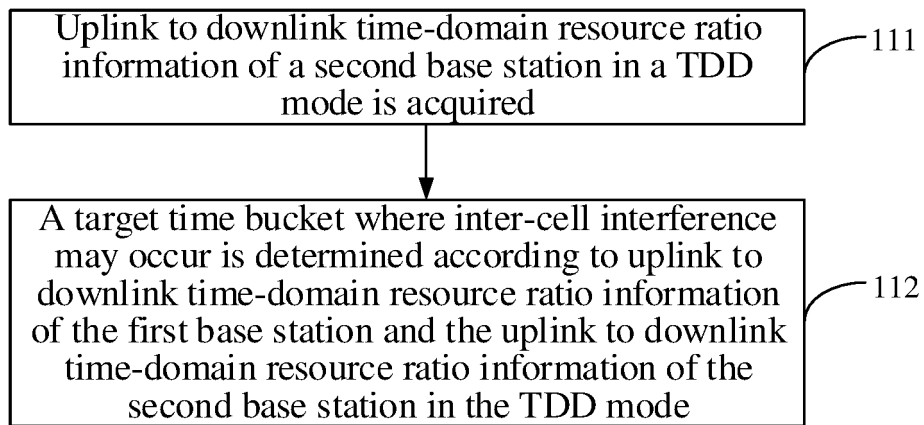 Uplink to downlink time-domain resource ratio
information of a second base station in a TDD
mode is acquired
111
A target time bucket where inter-cell interference
may occur is determined according to uplink to
downlink time-domain resource ratio information
of the first base station and the uplink to downlink
time-domain resource ratio information of the
second base station in the TDD mode
112